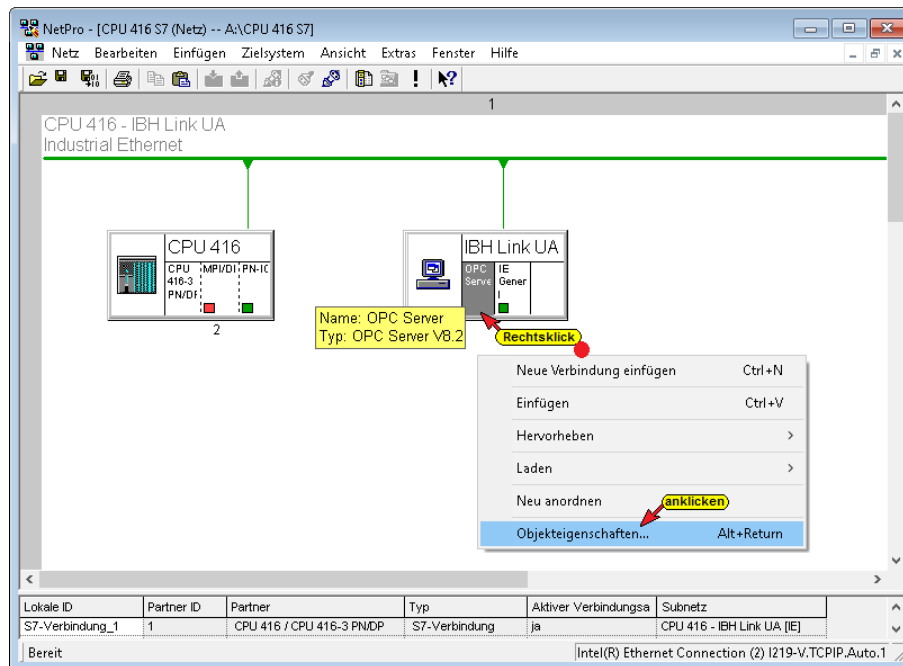 NetPro - [CPU 416 S7 (Netz) -- A:\CPU 416 S7]
Netz Bearbeiten Einfügen Zielsystem Ansicht Extras Fenster Hilfe
1
CPU 416 - IBH Link UA
Industrial Ethernet
CPU 416
CPU 416-3 PN/DP
MPI/DI
PN-IC
2
IBH Link UA
OPC Serve
IE Gener l
Name: OPC Server
Typ: OPC Server V8.2
Rechtsklick
Neue Verbindung einfügen Ctrl+N
Einfügen Ctrl+V
Hervorheben
Laden
Neu anordnen
anklicken
Objekteigenschaften... Alt+Return
Lokale ID Partner ID Partner Typ Aktiver Verbindungsa Subnetz
S7-Verbindung_1 1 CPU 416 / CPU 416-3 PN/DP S7-Verbindung ja CPU 416 - IBH Link UA [IE]
Bereit Intel(R) Ethernet Connection (2) I219-V.TCPIP.Auto.1